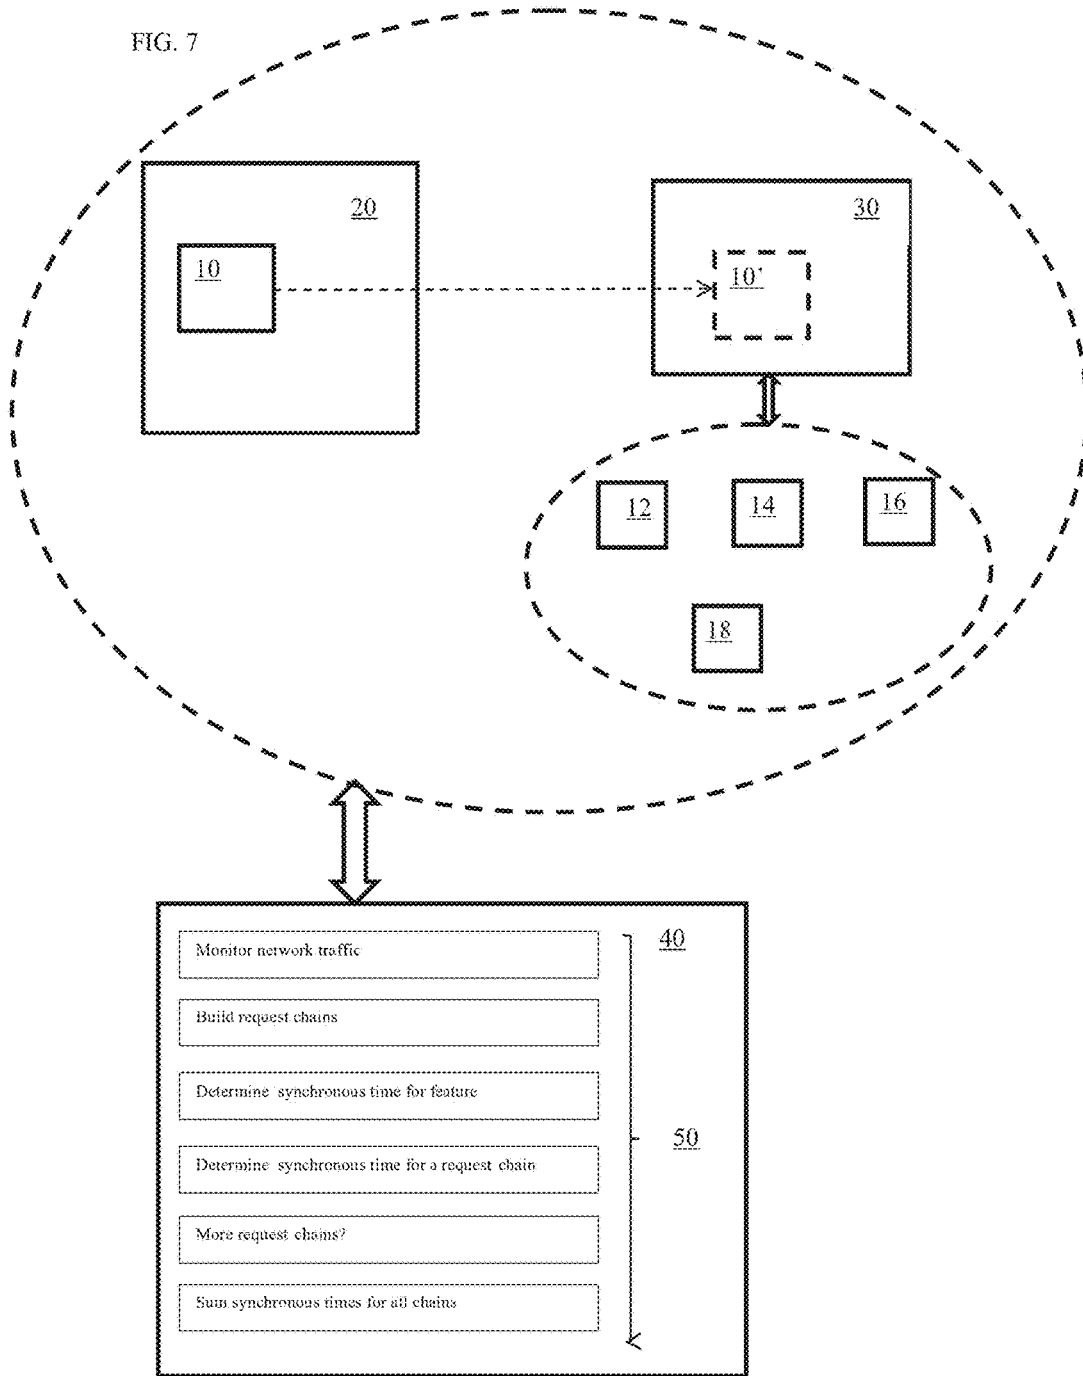 FIG. 7
20
30
10
10'
12
14
16
18
40
Monitor network traffic
Build request chains
Determine synchronous time for feature
50
Determine synchronous time for a request chain
More request chains?
Sum synchronous times for all chains